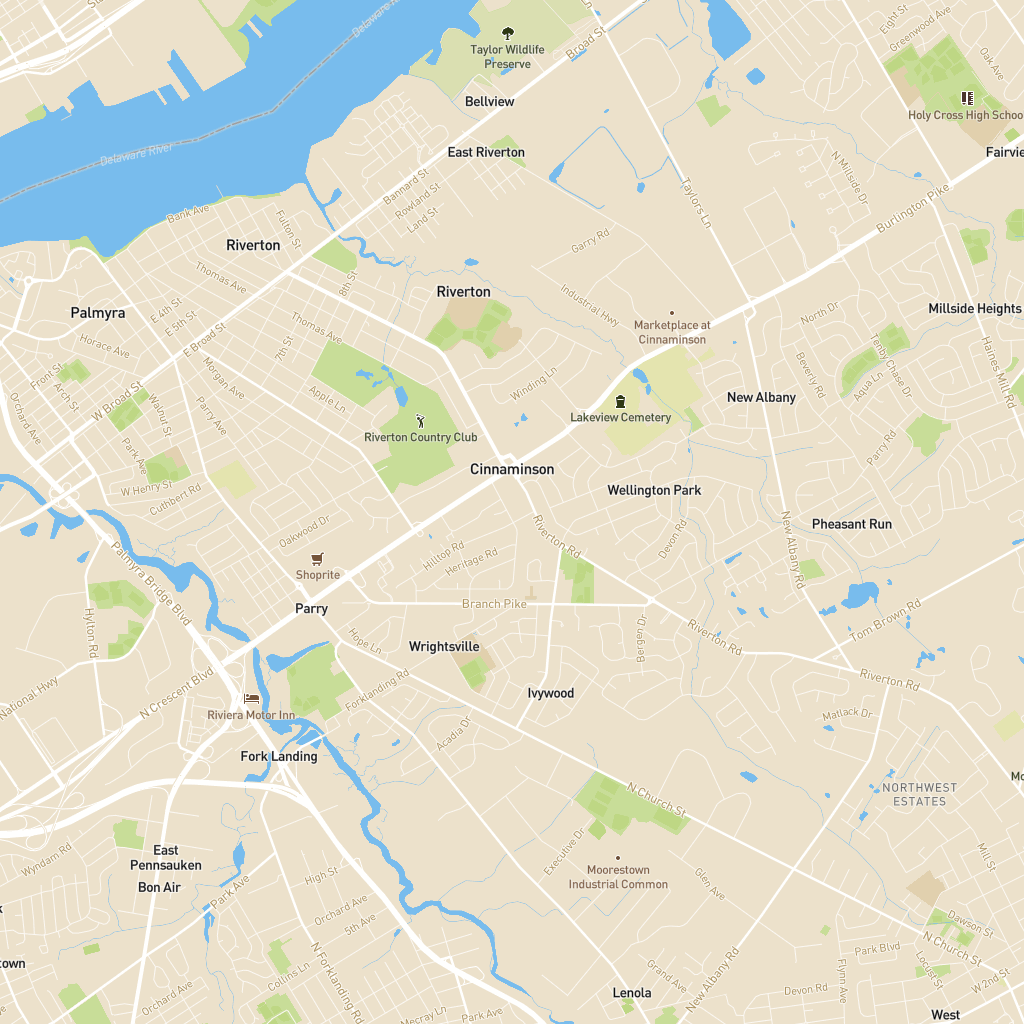 Delaware River
Taylor Wildlife
Preserve
Broad St
Eight St
Greenwood Ave
Oak Ave
Bellview
Holy Cross High Schoo
Delaware River
East Riverton
Fairvie
N Millside Dr
Bannard St
Rowland St
Land St
Taylors Ln
Burlington Pike
Bank Ave
Fulton St
Riverton
Garry Rd
Thomas Ave
8th St
Riverton
Industrial Hwy
Palmyra
E 4th St
E 5th St
E Broad St
Thomas Ave
Marketplace at
Cinnaminson
North Dr
Millside Heights
Horace Ave
7th St
Tenby Chase Dr
Haines Mill Rd
Front St
Morgan Ave
Winding Ln
Beverly Rd
Aqua Ln
Orchard Ave
W Broad St
Walnut St
Apple Ln
New Albany
Parry Ave
Lakeview Cemetery
Riverton Country Club
Park Ave
Parry Rd
Cinnaminson
W Henry St
Cuthbert Rd
Wellington Park
Oakwood Dr
Riverton Rd
Devon Rd
New Albany Rd
Pheasant Run
Palmyra Bridge Blvd
Hilltop Rd
Heritage Rd
Shoprite
Parry
Branch Pike
Hylton Rd
Hope Ln
Wrightsville
Bergen Dr
Riverton Rd
Tom Brown Rd
National Hwy
N Crescent Blvd
Forklanding Rd
Ivywood
Riverton Rd
Riviera Motor Inn
Acadia Dr
Matlack Dr
Fork Landing
N Church St
NORTHWEST
ESTATES
Wyndam Rd
East
Pennsauken
Executive Dr
Mill St
Bon Air
Park Ave
High St
Moorestown
Industrial Common
Glen Ave
Orchard Ave
5th Ave
Dawson St
N Church St
Park Blvd
Collins Ln
N Forklanding Rd
Locust St
W 2nd St
Orchard Ave
Grand Ave
New Albany Rd
Devon Rd
Flynn Ave
Lenola
Mecray Ln
Park Ave
West